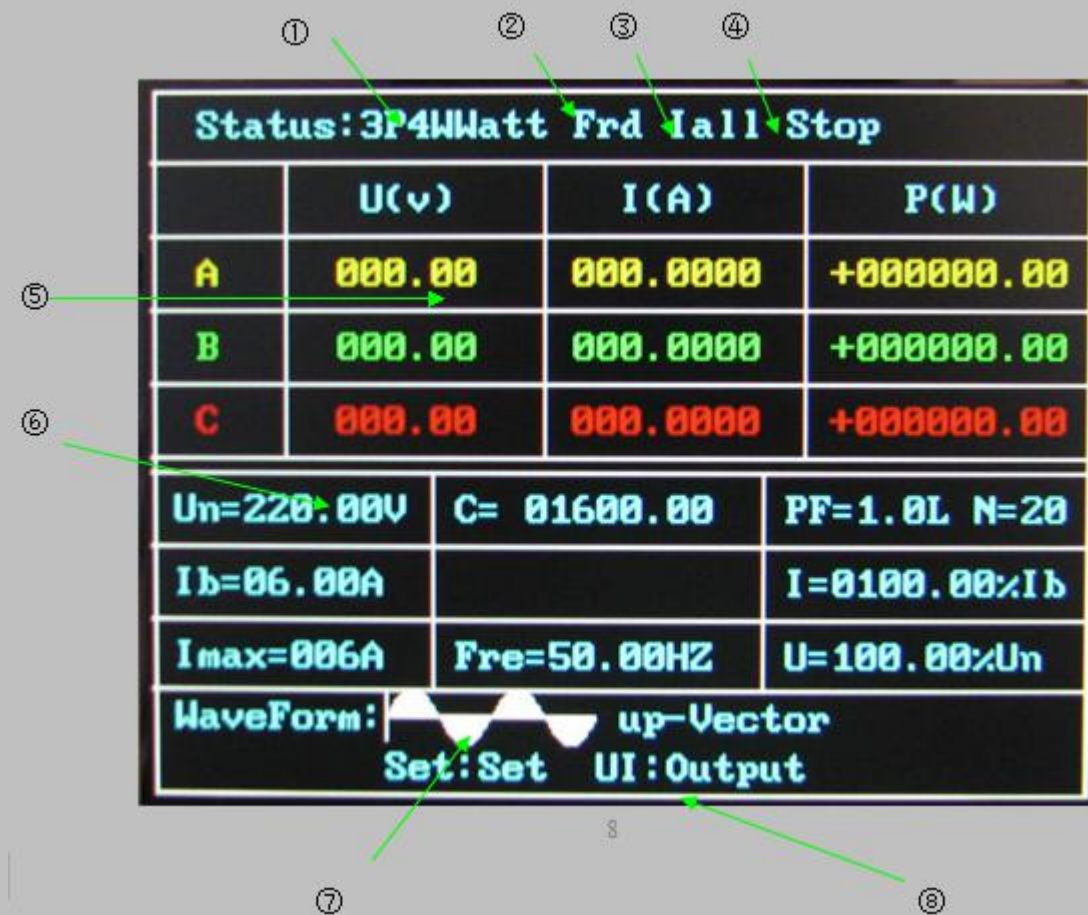 ① ② ③ ④
Status:3P4WWatt Frd Iall Stop
U(v) I(A) P(W)
A 000.00 000.0000 +000000.00
⑤
B 000.00 000.0000 +000000.00
C 000.00 000.0000 +000000.00
⑥
Un=220.00V C= 01600.00 PF=1.0L N=20
Ib=06.00A I=0100.00%Ib
Imax=006A Fre=50.00HZ U=100.00%Un
WaveForm: up-Vector
Set:Set UI:Output
8
⑦ ⑧